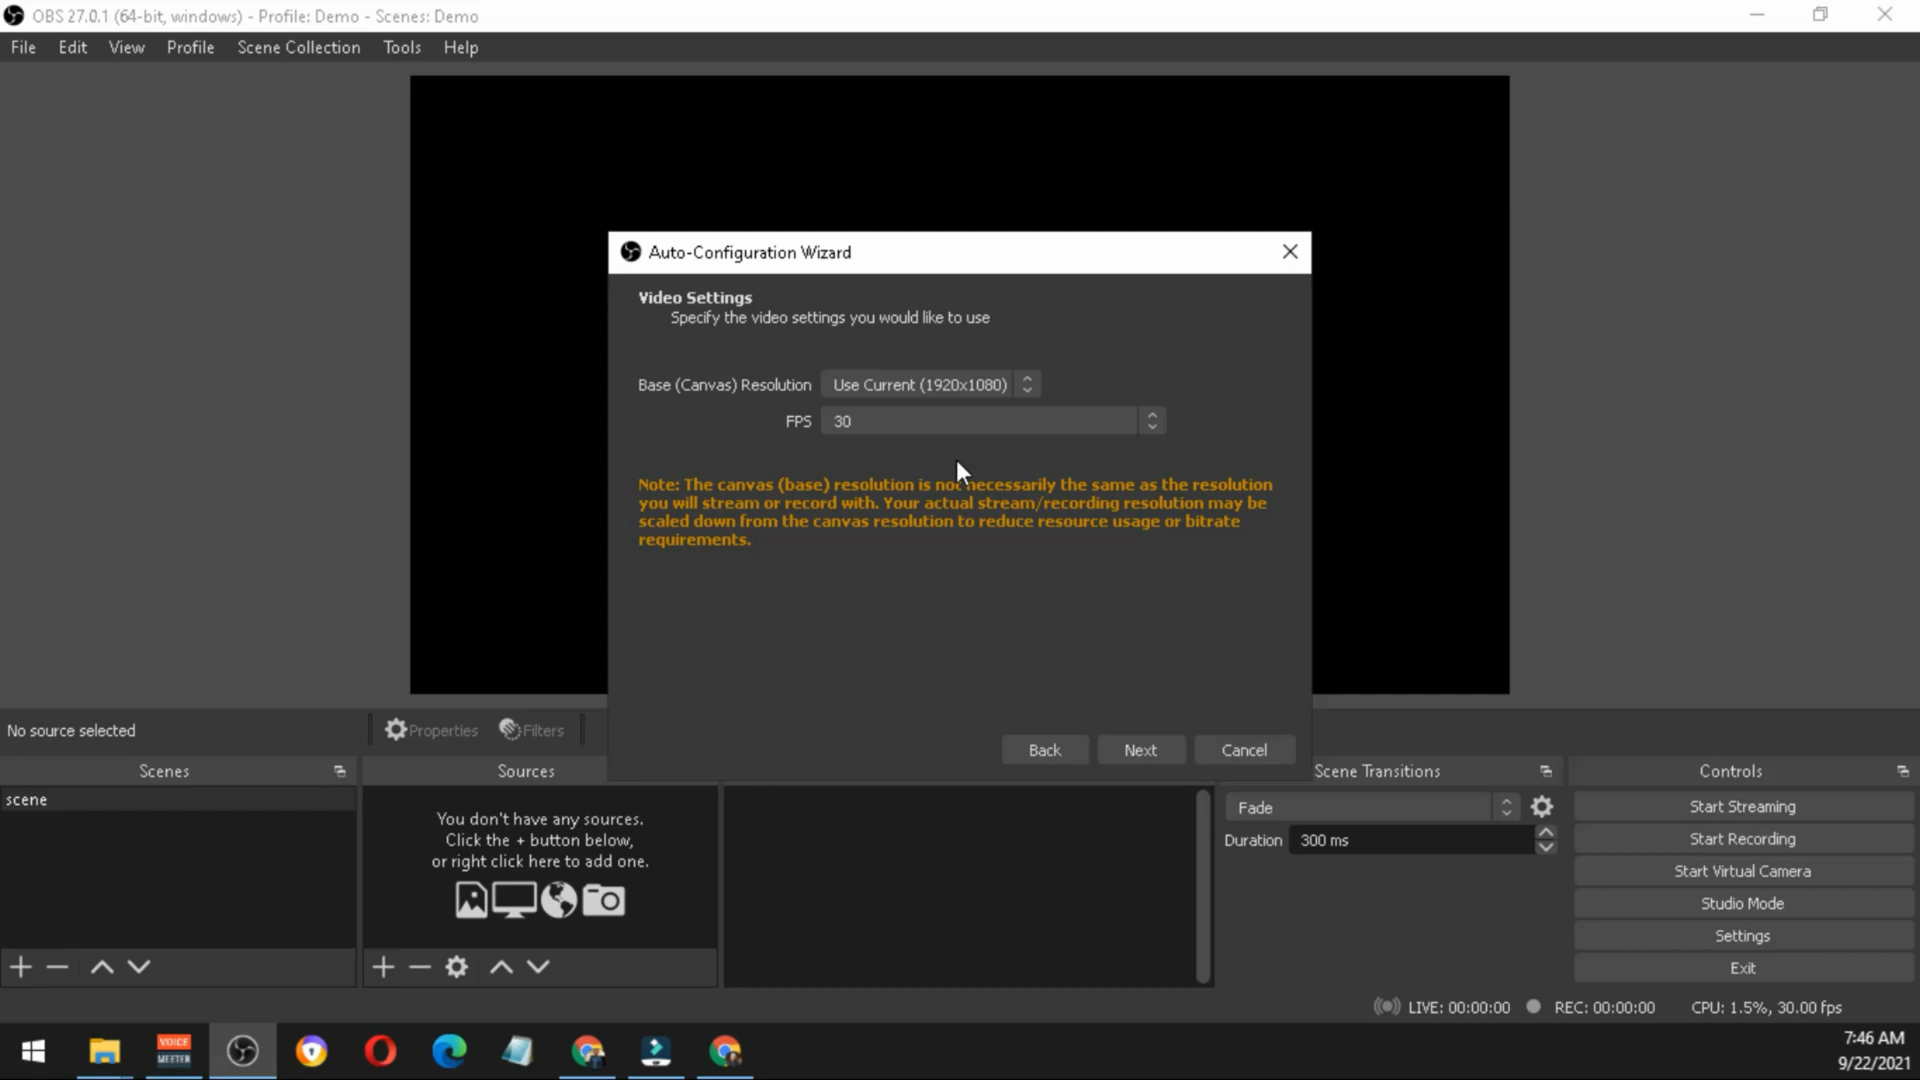 OBS 27.0.1 (64-bit, windows) - Profile: Demo - Scenes: Demo
File Edit View Profile Scene Collection Tools Help
Auto-Configuration Wizard
Video Settings
Specify the video settings you would like to use
Base (Canvas) Resolution Use Current (1920x1080)
FPS 30
Note: The canvas (base) resolution is not necessarily the same as the resolution
you will stream or record with. Your actual stream/recording resolution may be
scaled down from the canvas resolution to reduce resource usage or bitrate
requirements.
Back Next Cancel
No source selected Properties Filters
Scenes Sources Scene Transitions Controls
scene
You don't have any sources.
Click the + button below,
or right click here to add one.
Fade
Duration 300 ms
Start Streaming
Start Recording
Start Virtual Camera
Studio Mode
Settings
Exit
LIVE: 00:00:00 REC: 00:00:00 CPU: 1.5%, 30.00 fps
VOICE
MEETER
7:46 AM
9/22/2021